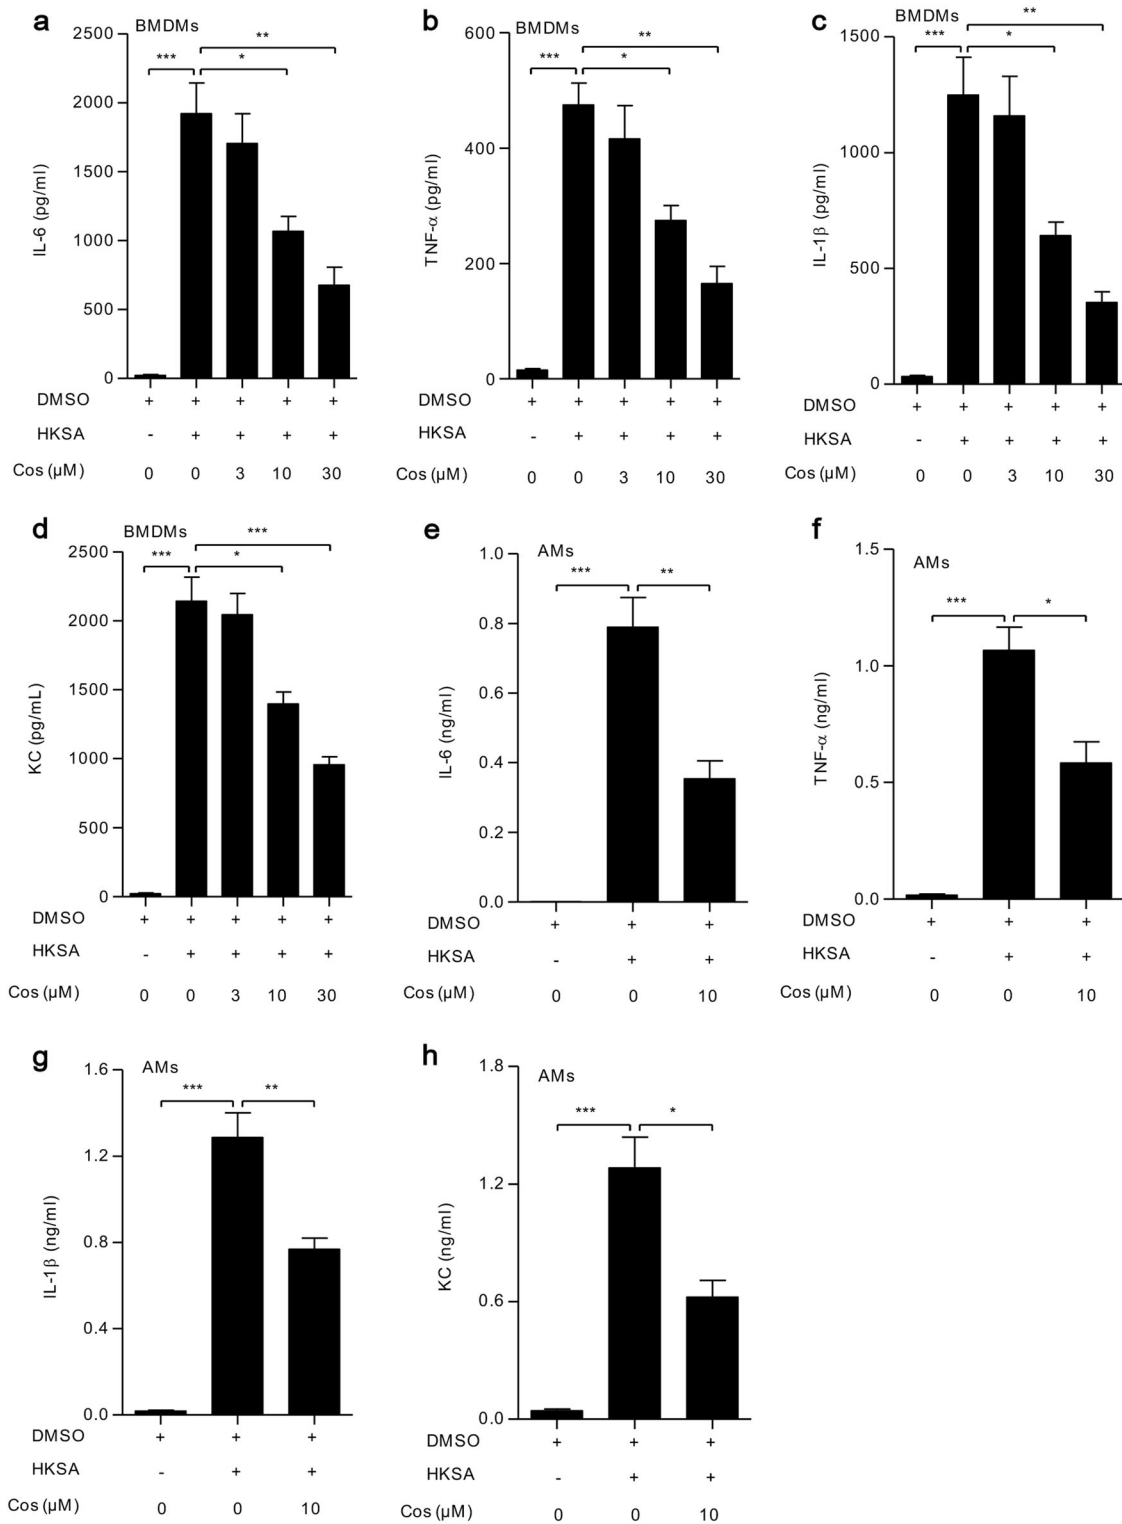 a
BMDMs
***
*
**
IL-6 (pg/ml)
2500
2000
1500
1000
500
0
DMSO + + + + +
HKSA - + + + +
Cos (µM) 0 0 3 10 30
b
BMDMs
***
*
**
TNF-α (pg/ml)
600
400
200
0
DMSO + + + + +
HKSA - + + + +
Cos (µM) 0 0 3 10 30
c
BMDMs
***
*
**
IL-1β (pg/ml)
1500
1000
500
0
DMSO + + + + +
HKSA - + + + +
Cos (µM) 0 0 3 10 30
d
BMDMs
***
*
***
KC (pg/mL)
2500
2000
1500
1000
500
0
DMSO + + + + +
HKSA - + + + +
Cos (µM) 0 0 3 10 30
e
AMs
***
**
IL-6 (ng/ml)
1.0
0.8
0.6
0.4
0.2
0.0
DMSO + + +
HKSA - + +
Cos (µM) 0 0 10
f
AMs
***
*
TNF-α (ng/ml)
1.5
1.0
0.5
0.0
DMSO + + +
HKSA - + +
Cos (µM) 0 0 10
g
AMs
***
**
IL-1β (ng/ml)
1.6
1.2
0.8
0.4
0.0
DMSO + + +
HKSA - + +
Cos (µM) 0 0 10
h
AMs
***
*
KC (ng/ml)
1.8
1.2
0.6
0.0
DMSO + + +
HKSA - + +
Cos (µM) 0 0 10